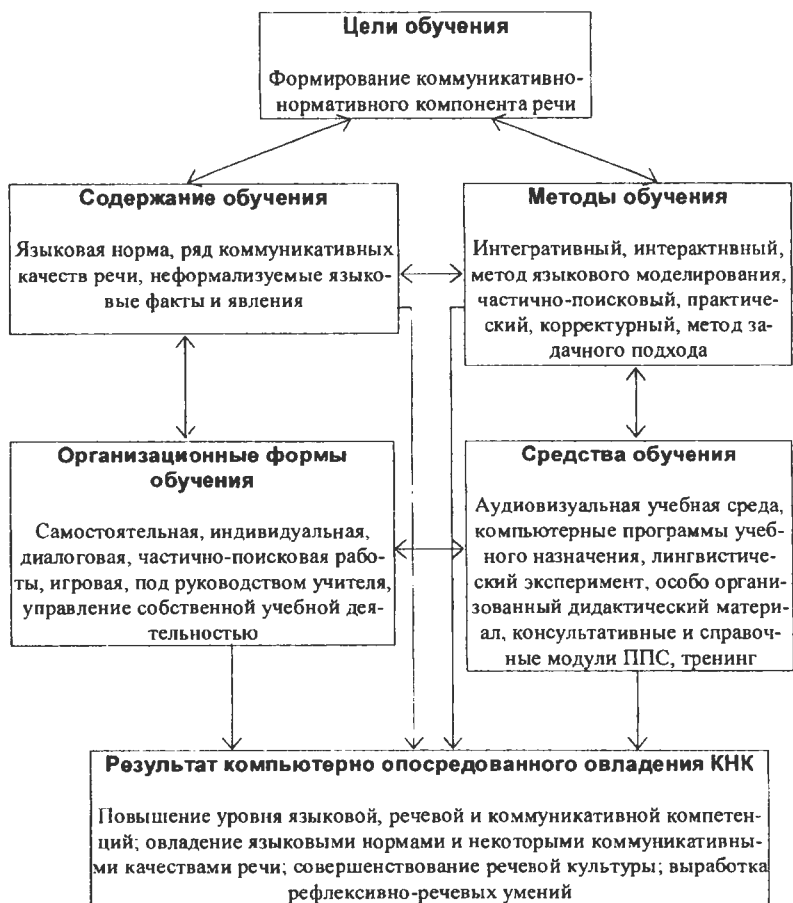 Цели обучения
Формирование коммуникативно-
нормативного компонента речи
Содержание обучения
Языковая норма, ряд коммуникативных
качеств речи, неформализуемые языко-
вые факты и явления
Методы обучения
Интегративный, интерактнвный,
метод языкового моделирования,
частично-поисковый, практиче-
ский, корректурный, метод за-
дачного подхода
Организационные формы
обучения
Самостоятельная, индивидуальная,
диалоговая, частично-поисковая рабо-
ты, игровая, под руководством учителя,
управление собственной учебной дея-
тельностью
Средства обучения
Аудиовизуальная учебная среда,
компьютерные программы учеб-
ного назначения, лингвистиче-
ский эксперимент, особо органи-
зованный дидактический матери-
ал, консультативные и справоч-
ные модули ППС, тренинг
Результат компьютерно опосредованного овладения КНК
Повышение уровня языковой, речевой и коммуникативной компетен-
ций; овладение языковыми нормами и некоторыми коммуникативны-
ми качествами речи; совершенствование речевой культуры; выработка
рефлексивно-речевых умений